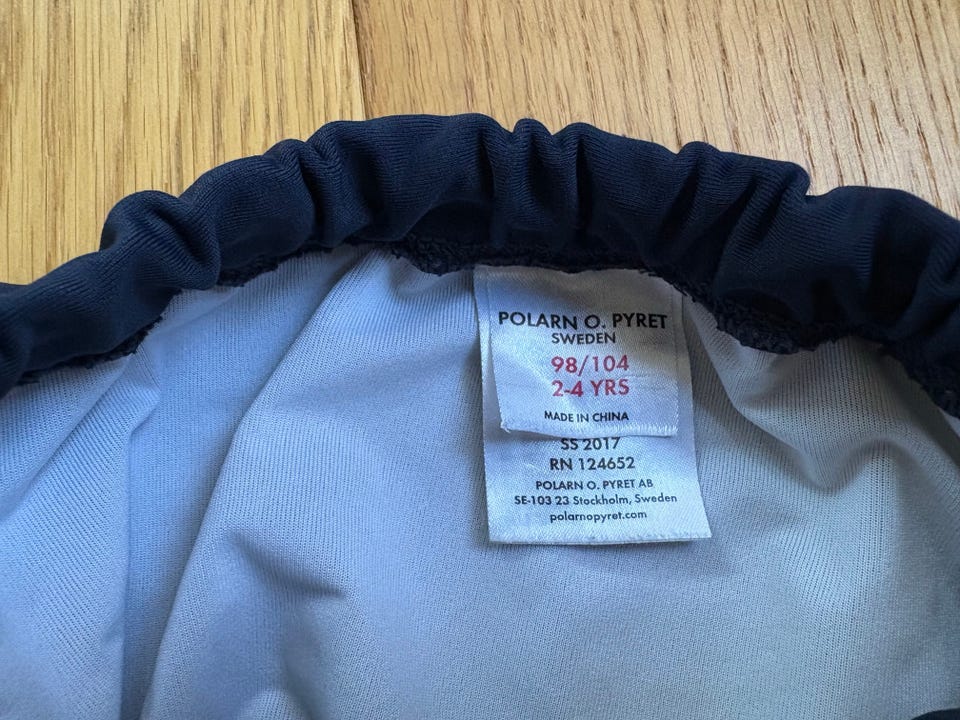 POLARN O. PYRET
SWEDEN
98/104
2-4 YRS
MADE IN CHINA
SS 2017
RN 124652
POLARN O. PYRET AB
SE-103 23 Stockholm, Sweden
polarnopyret.com